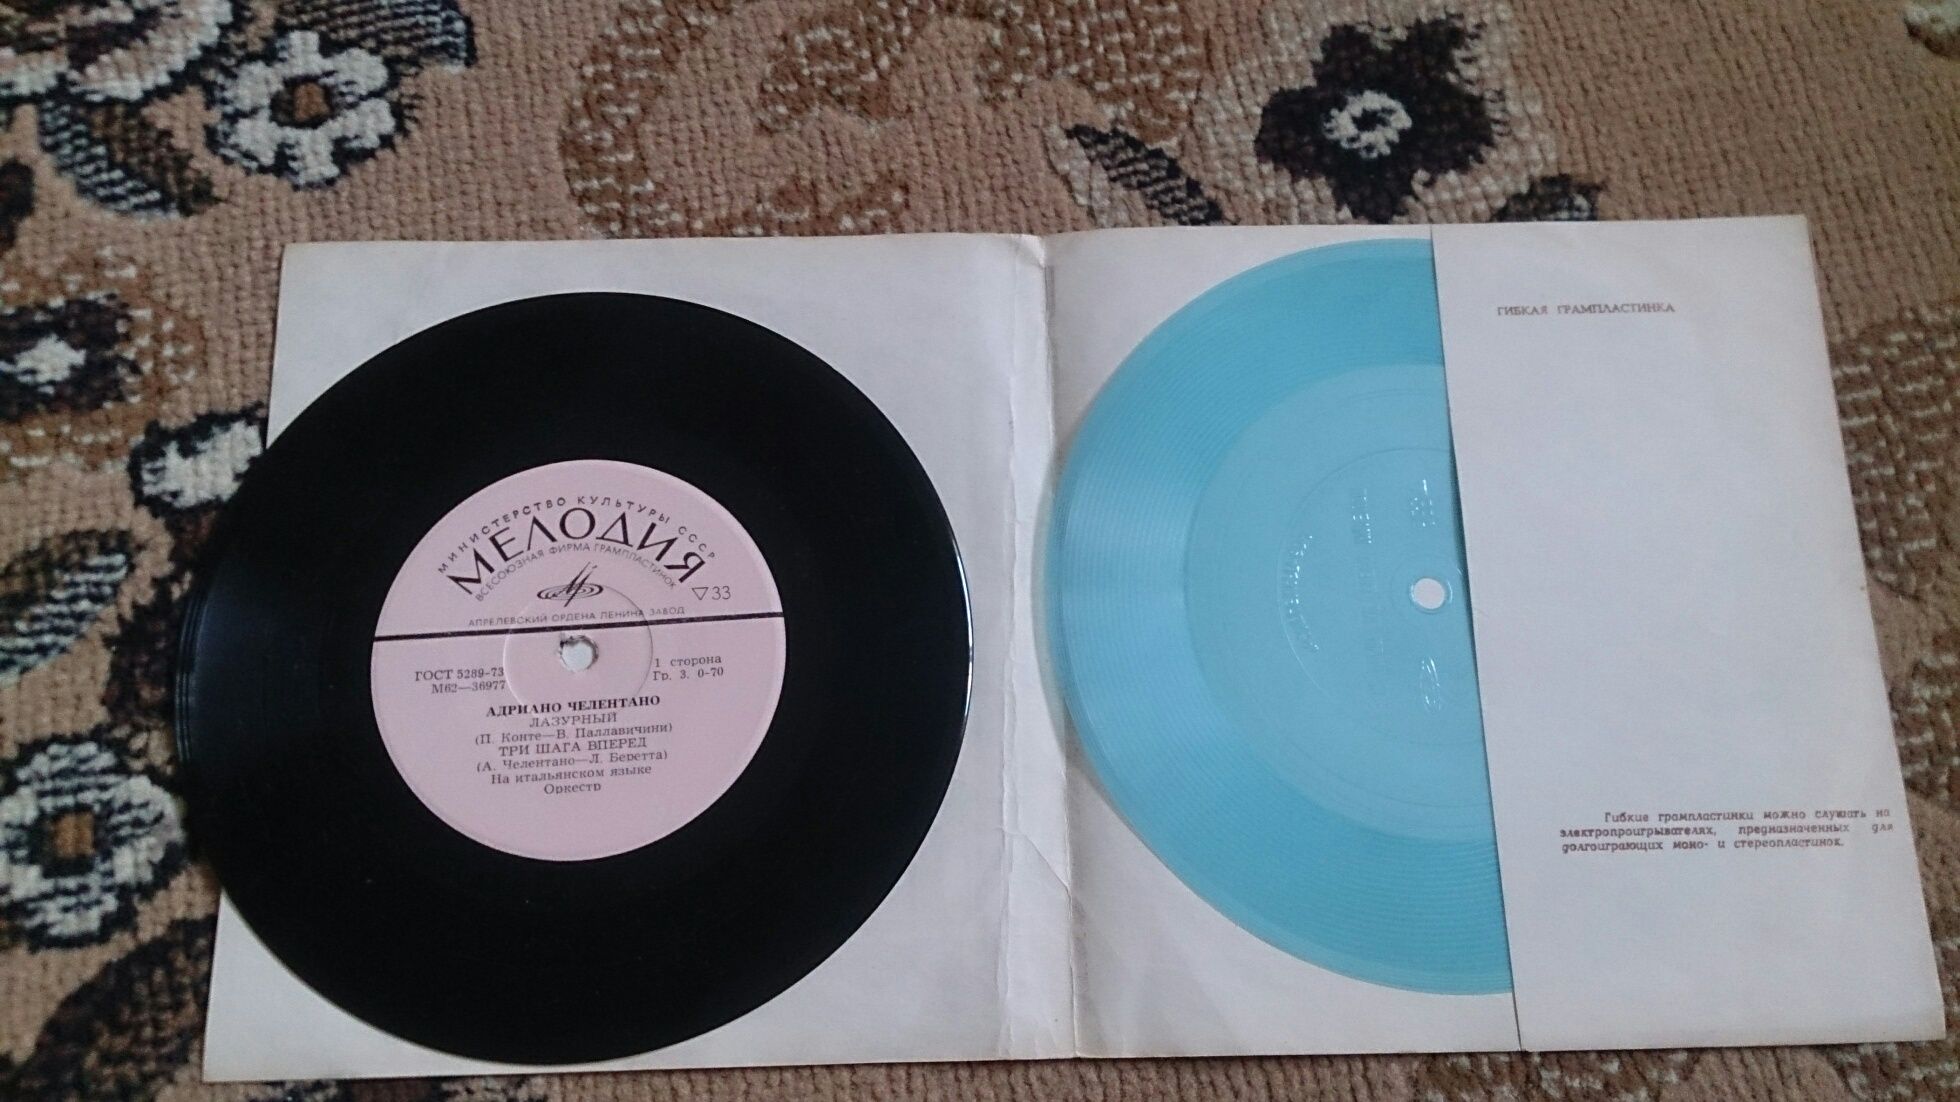 МИНИСТЕРСТВО КУЛЬТУРЫ СССР
МЕЛОДИЯ
ВСЕСОЮЗНАЯ ФИРМА ГРАМПЛАСТИНОК
▽33
АПРЕЛЕВСКИЙ ОРДЕНА ЛЕНИНА ЗАВОД
ГОСТ 5289-73
М62—36977
1 сторона
Гр. 3. 0-70
АДРИАНО ЧЕЛЕНТАНО
ЛАЗУРНЫЙ
(П. Конте—В. Паллавичини)
ТРИ ШАГА ВПЕРЕД
(А. Челентано—Л. Беретта)
На итальянском языке
Оркестр
ГИБКАЯ ГРАМПЛАСТИНКА
Гибкие грампластинки можно слушать на
электропроигрывателях, предназначенных для
долгоиграющих моно- и стереопластинок.